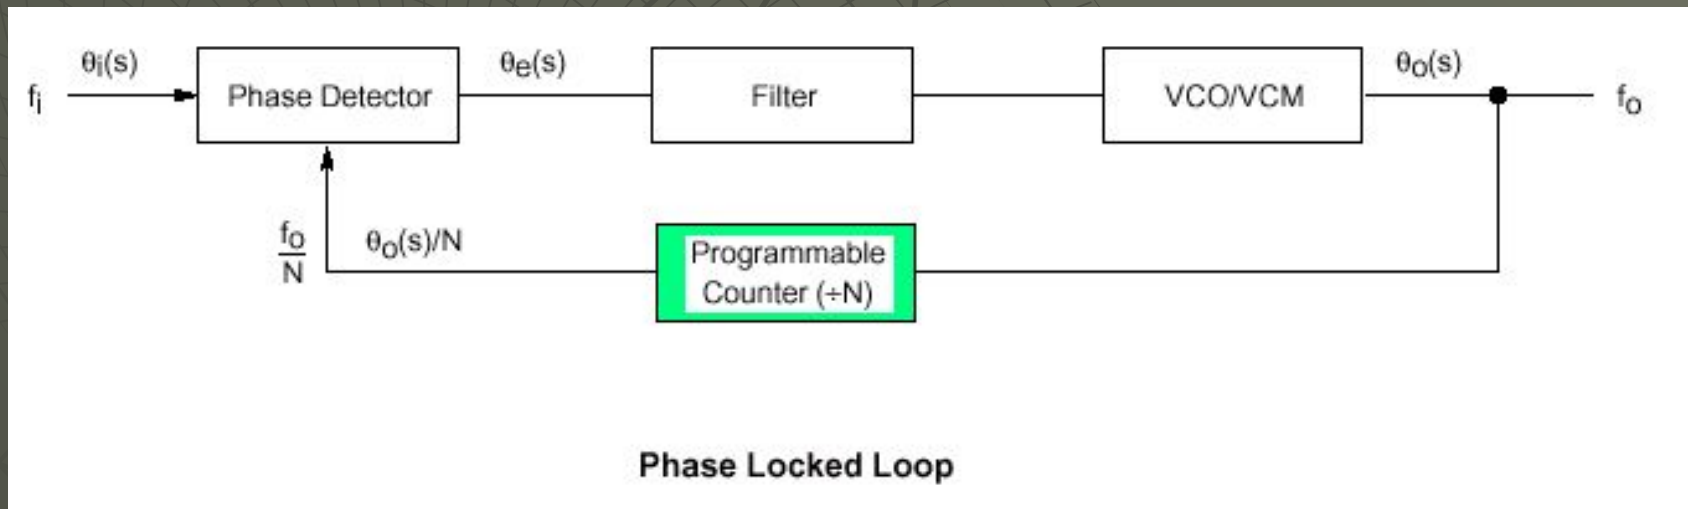 θi(s)
θe(s)
θo(s)
fi
Phase Detector
Filter
VCO/VCM
fo
fo
N
θo(s)/N
Programmable
Counter (÷N)
Phase Locked Loop